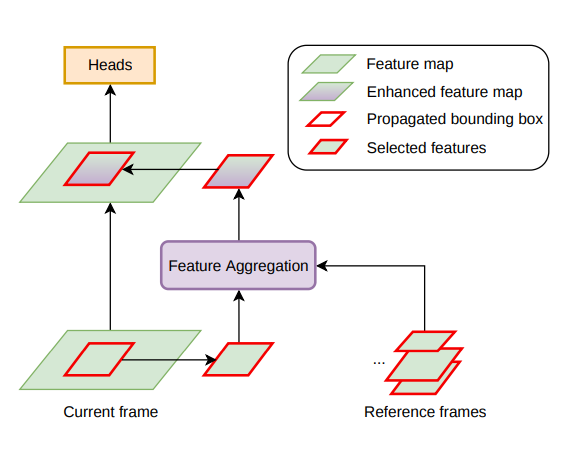 Heads
Feature map
Enhanced feature map
Propagated bounding box
Selected features
Feature Aggregation
...
Current frame
Reference frames